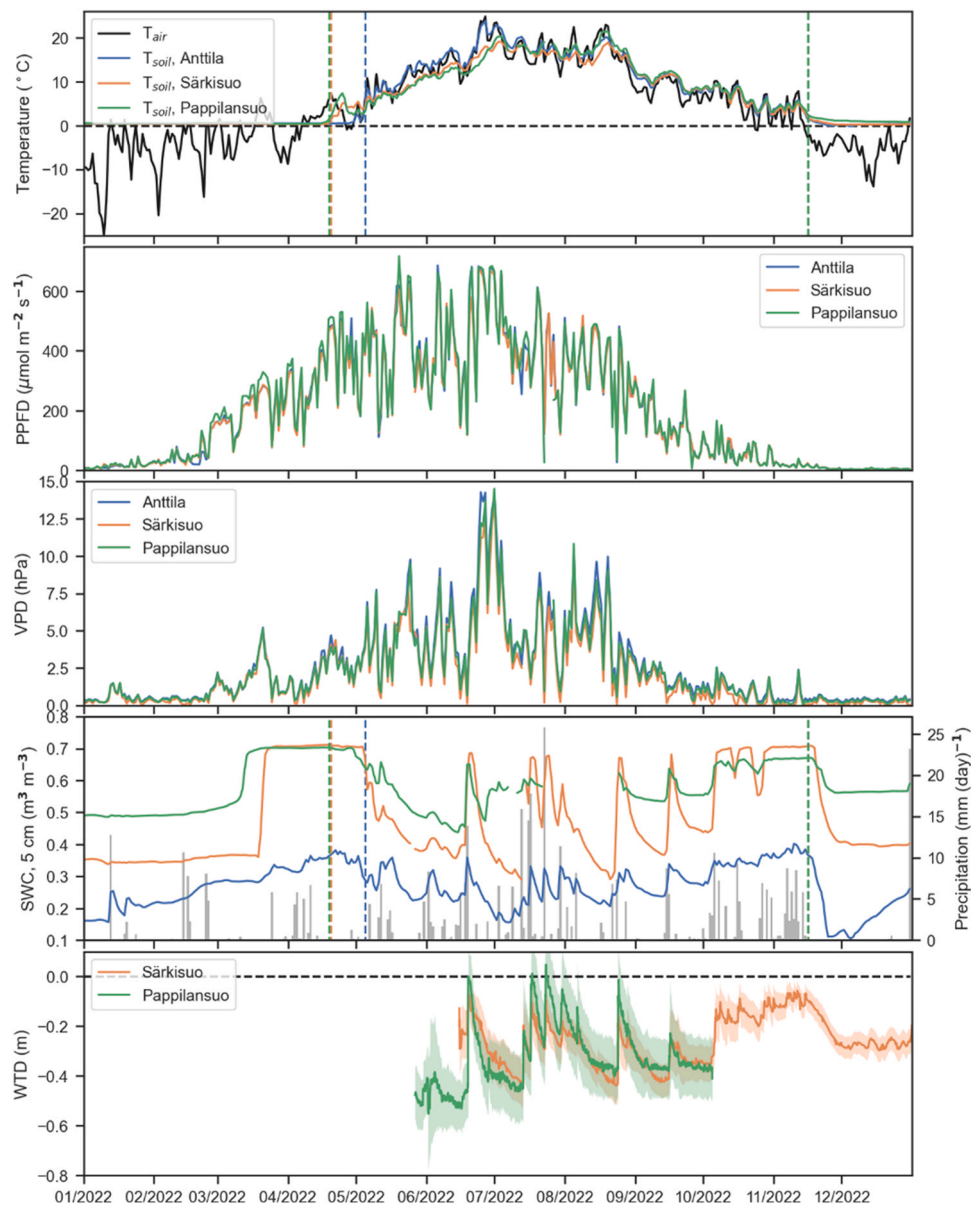 20
10
0
−10
−20
Temperature (°C)
T_air
T_soil, Anttila
T_soil, Särkisuo
T_soil, Pappilansuo
600
400
200
0
PPFD (μmol m⁻² s⁻¹)
Anttila
Särkisuo
Pappilansuo
15.0
12.5
10.0
7.5
5.0
2.5
0.0
VPD (hPa)
Anttila
Särkisuo
Pappilansuo
0.8
0.7
0.6
0.5
0.4
0.3
0.2
0.1
SWC, 5 cm (m³ m⁻³)
25
20
15
10
5
0
Precipitation (mm (day)⁻¹)
0.0
−0.2
−0.4
−0.6
−0.8
WTD (m)
Särkisuo
Pappilansuo
01/2022 02/2022 03/2022 04/2022 05/2022 06/2022 07/2022 08/2022 09/2022 10/2022 11/2022 12/2022